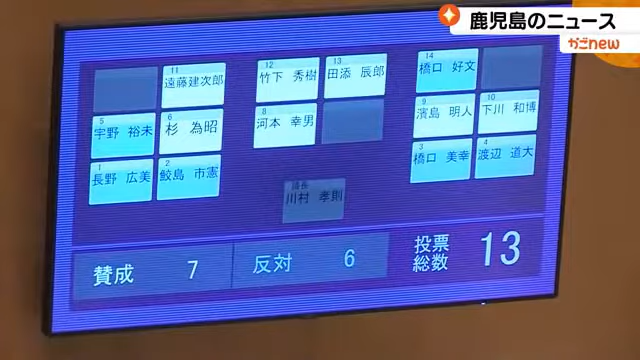 鹿児島のニュース
かごnew
11
遠藤建次郎
12
竹下 秀樹
13
田添 辰郎
14
橋口 好文
5
宇野 裕未
6
杉 為昭
8
河本 幸男
9
濱島 明人
10
下川 和博
1
長野 広美
2
鮫島 市憲
3
橋口 美幸
4
渡辺 道大
議長
川村 孝則
賛成 7
反対 6
投票総数 13